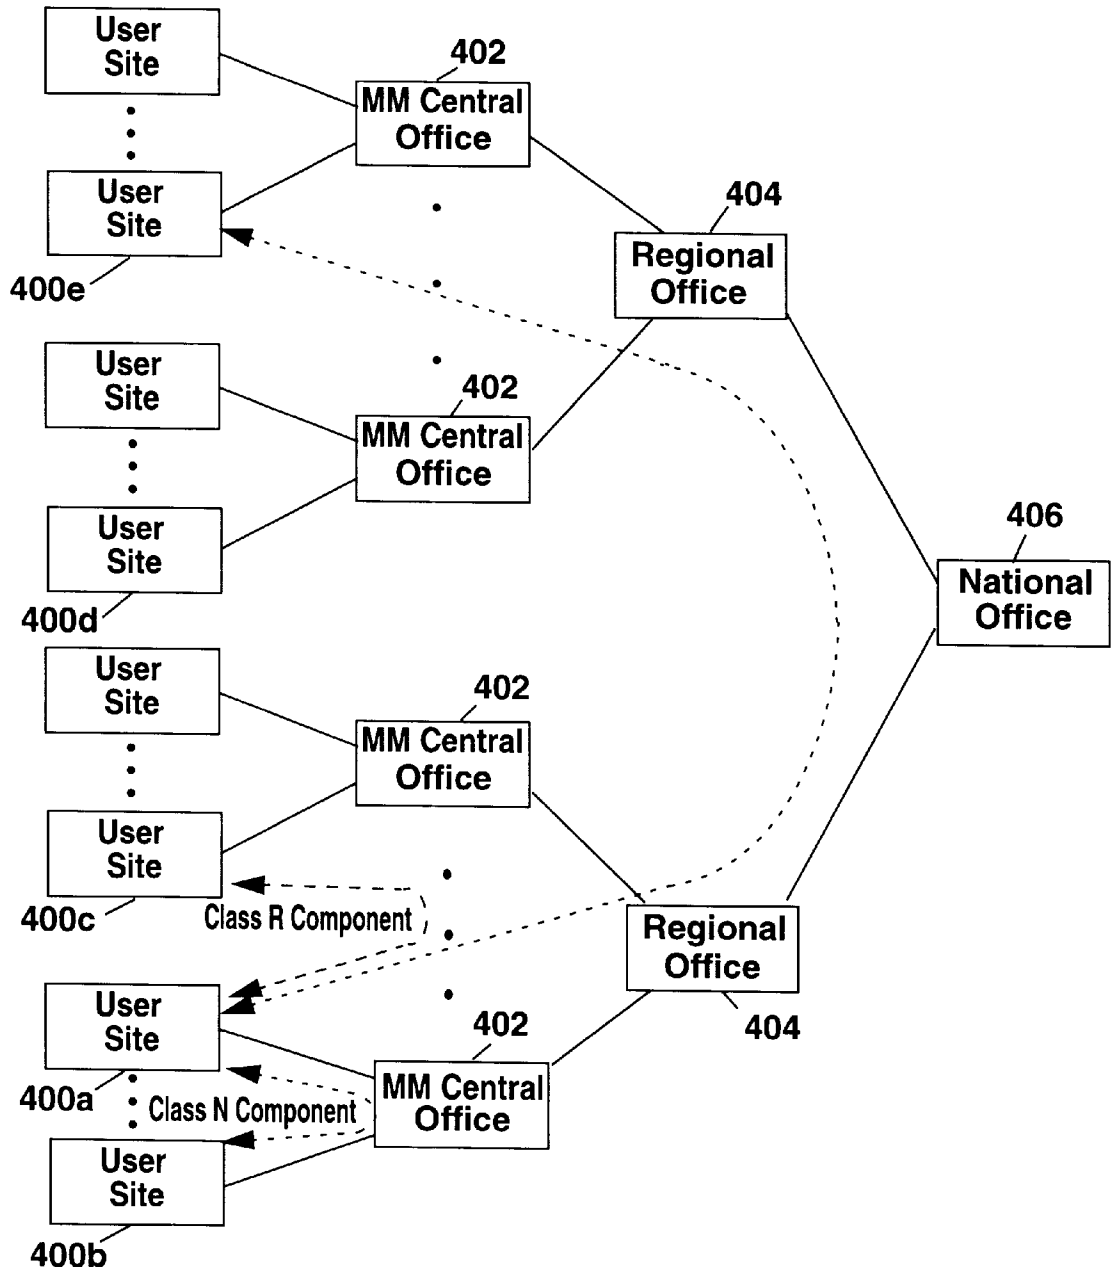 User
Site
402
MM Central
Office
User
Site
400e
404
Regional
Office
User
Site
402
MM Central
Office
User
Site
400d
406
National
Office
User
Site
402
MM Central
Office
User
Site
400c
Class R Component
Regional
Office
404
User
Site
400a
402
MM Central
Office
Class N Component
User
Site
400b